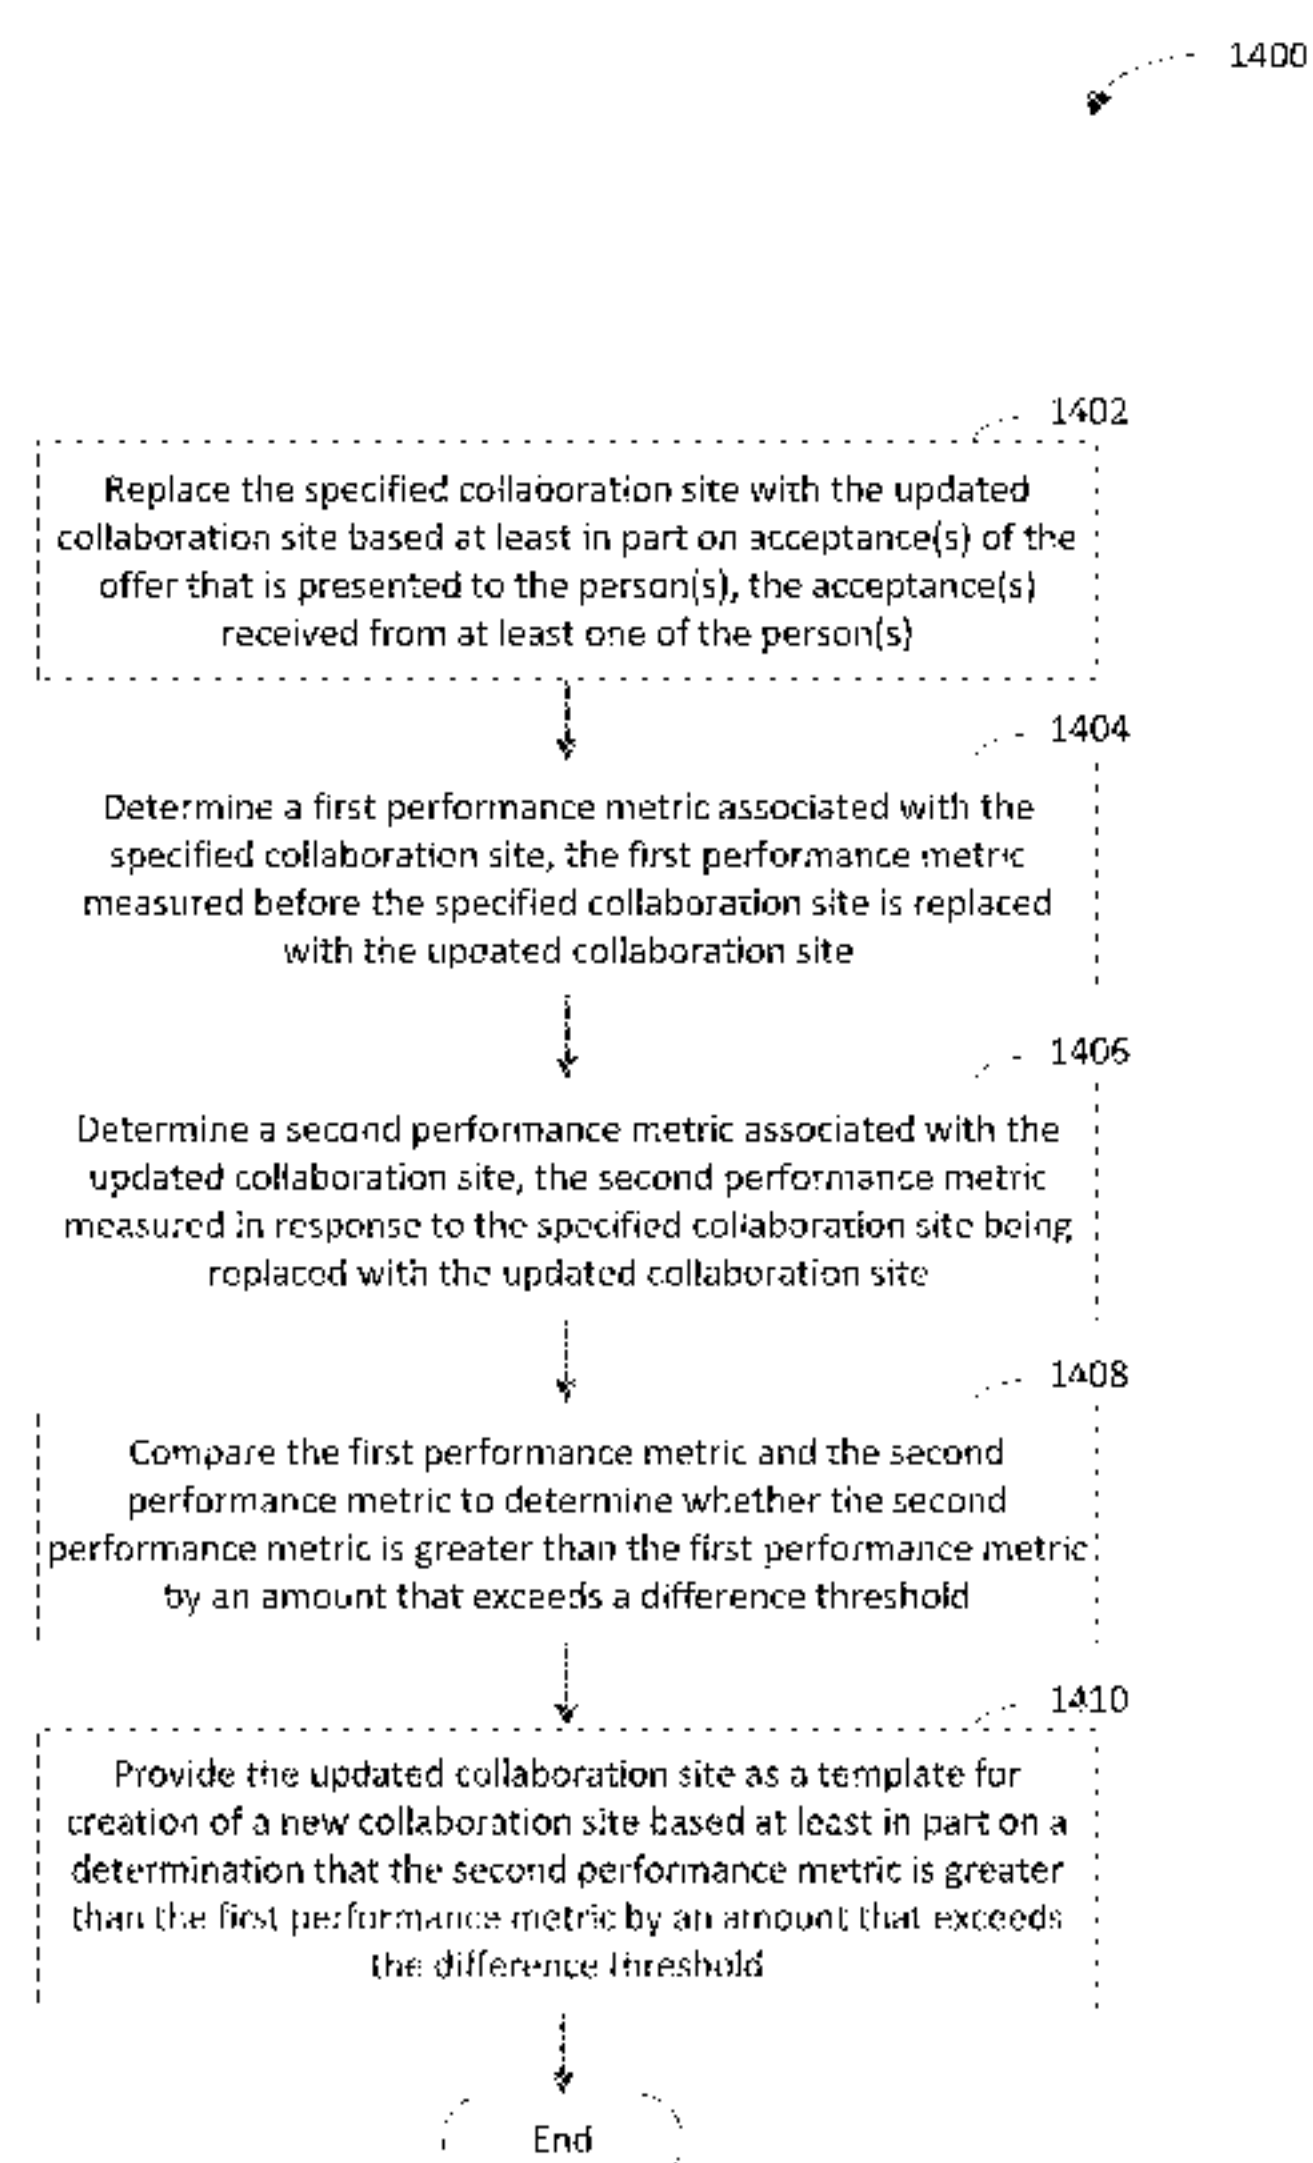 1400
1402
Replace the specified collaboration site with the updated
collaboration site based at least in part on acceptance(s) of the
offer that is presented to the person(s), the acceptance(s)
received from at least one of the person(s)
1404
Determine a first performance metric associated with the
specified collaboration site, the first performance metric
measured before the specified collaboration site is replaced
with the updated collaboration site
1406
Determine a second performance metric associated with the
updated collaboration site, the second performance metric
measured in response to the specified collaboration site being
replaced with the updated collaboration site
1408
Compare the first performance metric and the second
performance metric to determine whether the second
performance metric is greater than the first performance metric
by an amount that exceeds a difference threshold
1410
Provide the updated collaboration site as a template for
creation of a new collaboration site based at least in part on a
determination that the second performance metric is greater
than the first performance metric by an amount that exceeds
the difference threshold
End